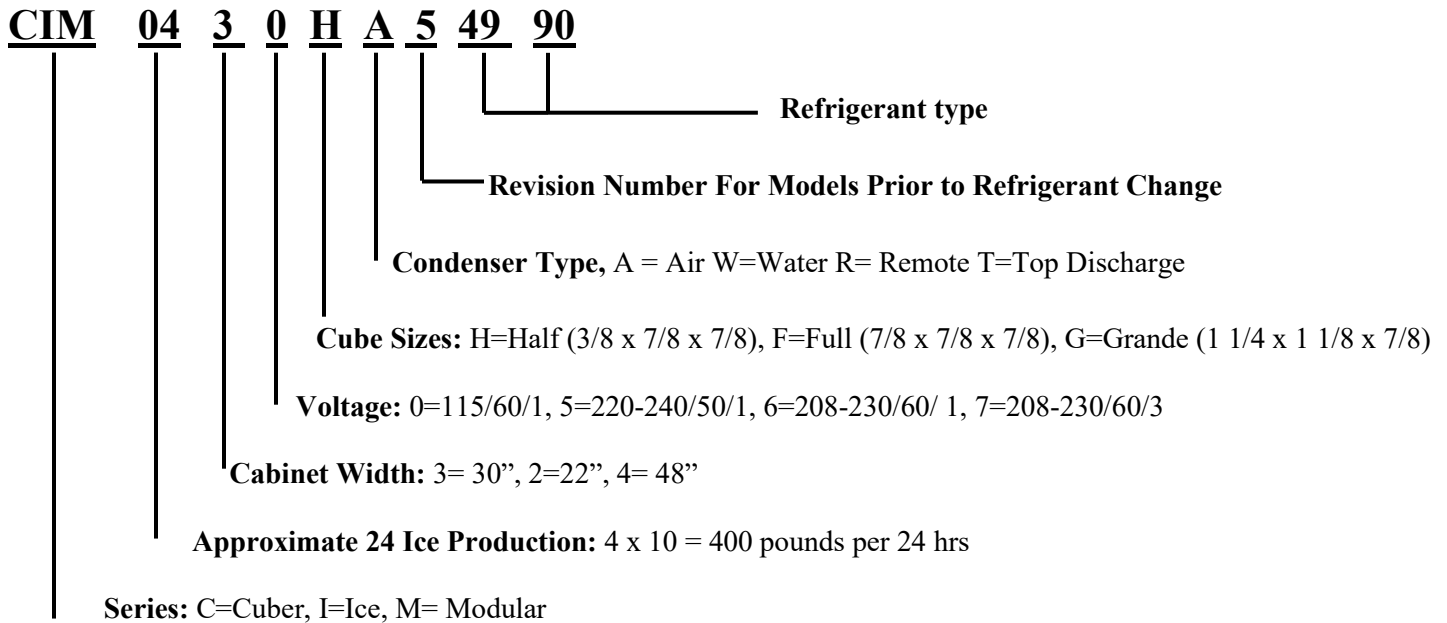 CIM 04 3 0 H A 5 49 90
Refrigerant type
Revision Number For Models Prior to Refrigerant Change
Condenser Type, A = Air W=Water R= Remote T=Top Discharge
Cube Sizes: H=Half (3/8 x 7/8 x 7/8), F=Full (7/8 x 7/8 x 7/8), G=Grande (1 1/4 x 1 1/8 x 7/8)
Voltage: 0=115/60/1, 5=220-240/50/1, 6=208-230/60/ 1, 7=208-230/60/3
Cabinet Width: 3= 30”, 2=22”, 4= 48”
Approximate 24 Ice Production: 4 x 10 = 400 pounds per 24 hrs
Series: C=Cuber, I=Ice, M= Modular